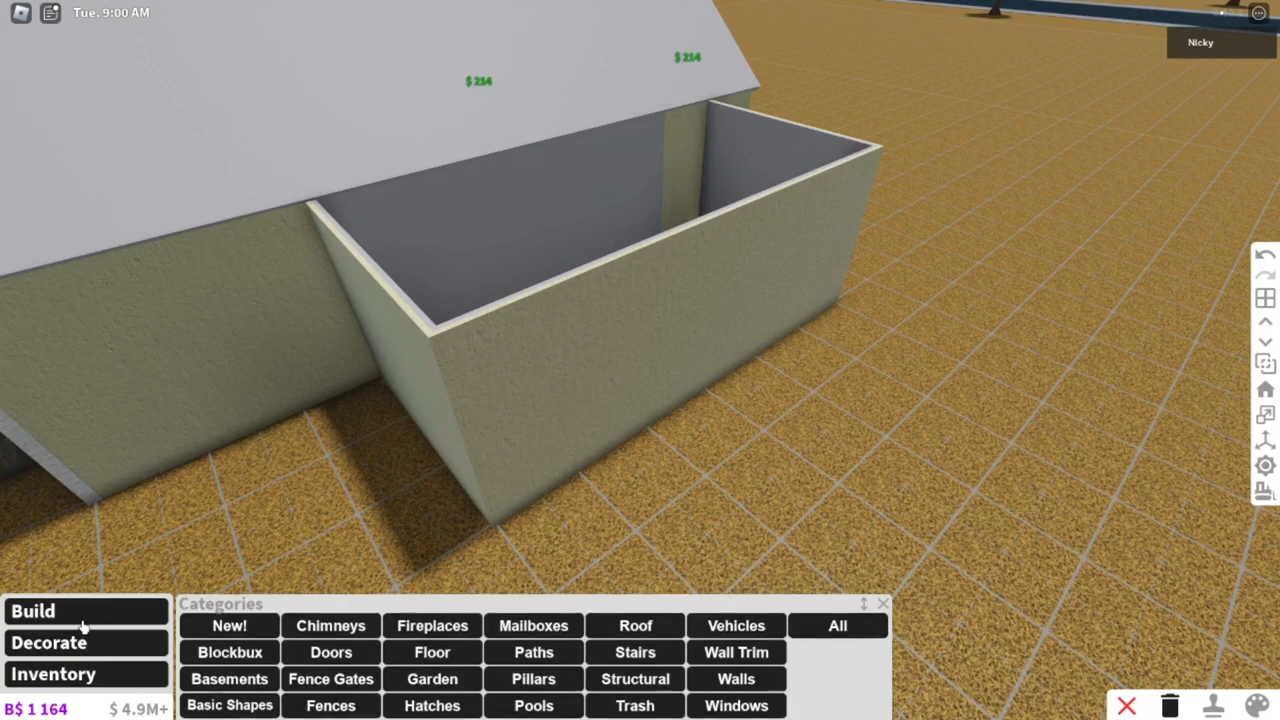 Tue. 9:00 AM
Nicky
$ 214
$ 214
Build
Decorate
Inventory
B$ 1 164
$ 4.9M+
Categories
New! Chimneys Fireplaces Mailboxes Roof Vehicles All
Blockbux Doors Floor Paths Stairs Wall Trim
Basements Fence Gates Garden Pillars Structural Walls
Basic Shapes Fences Hatches Pools Trash Windows